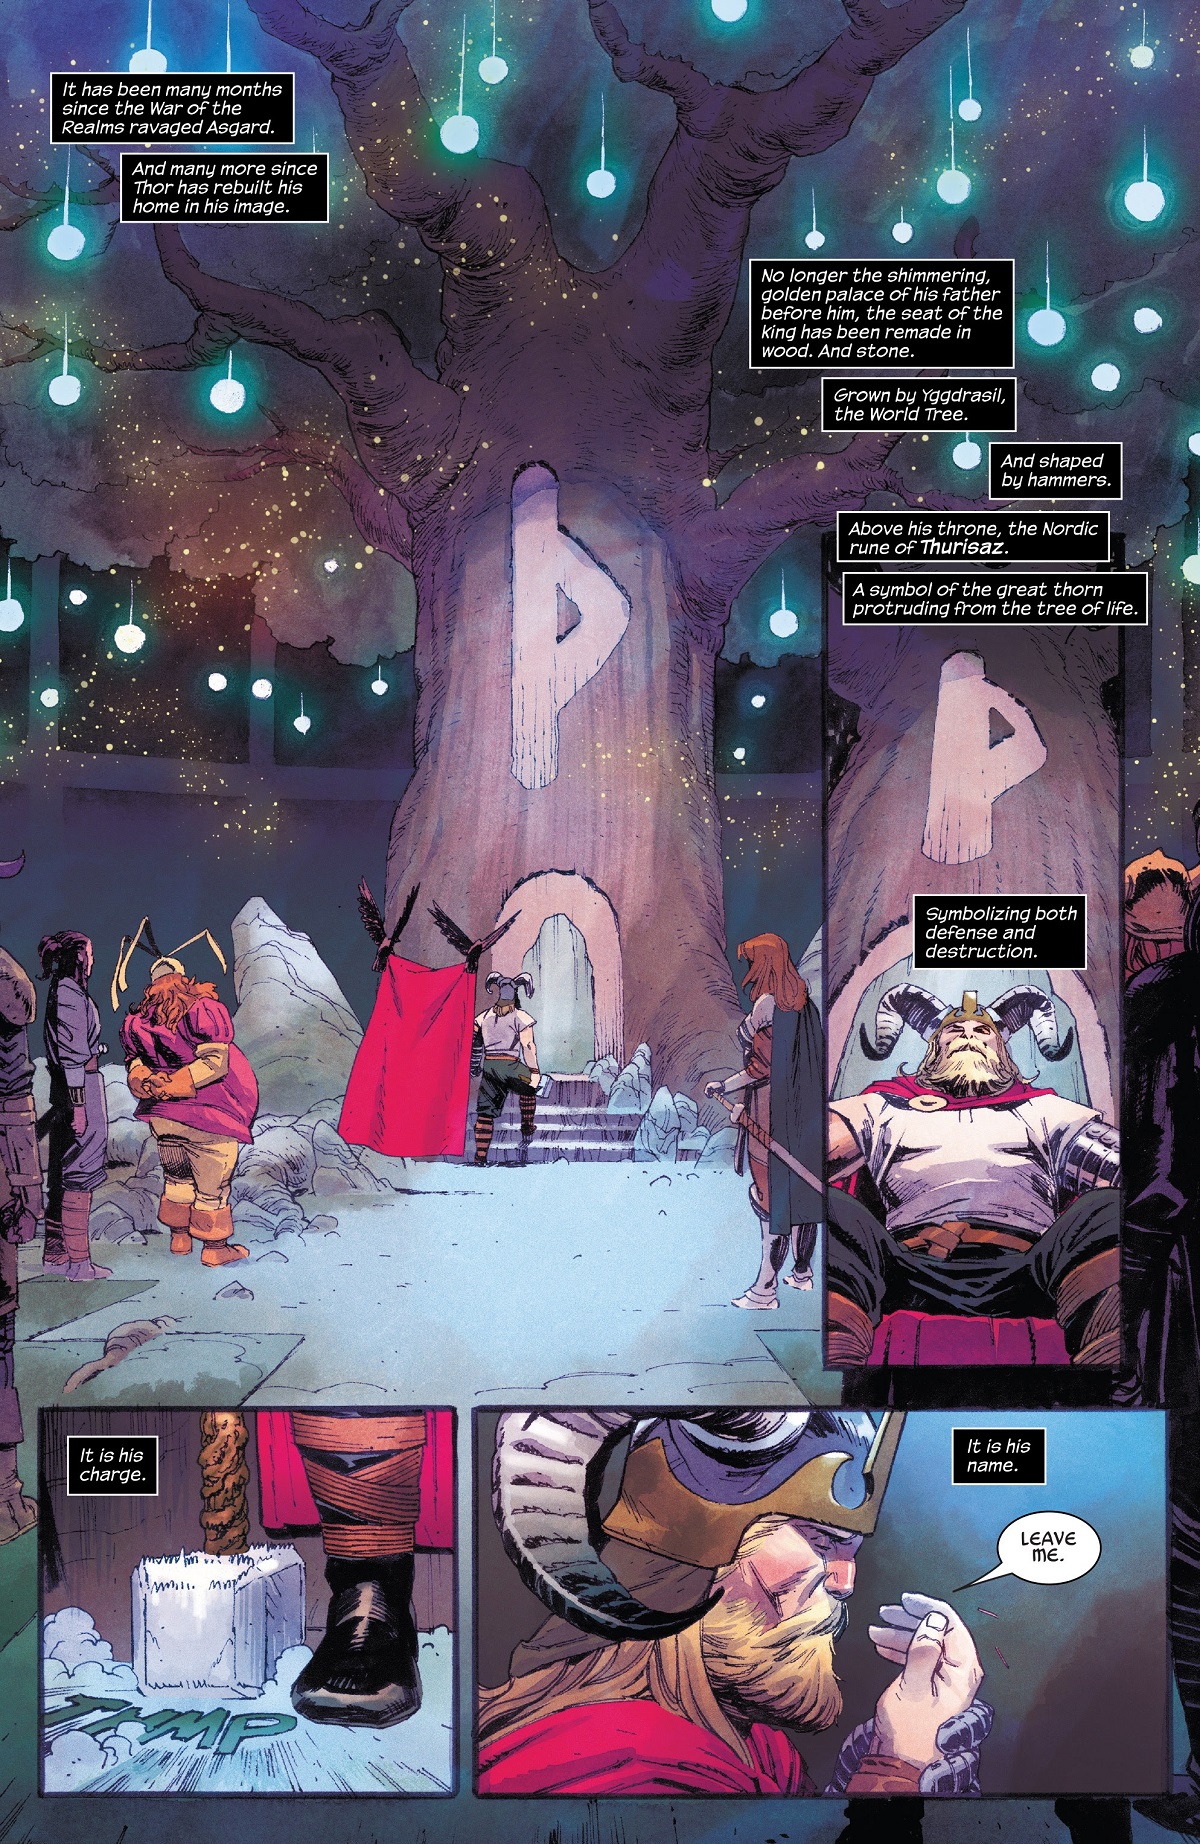 It has been many months
since the War of the
Realms ravaged Asgard.
And many more since
Thor has rebuilt his
home in his image.
No longer the shimmering,
golden palace of his father
before him, the seat of the
king has been remade in
wood. And stone.
Grown by Yggdrasil,
the World Tree.
And shaped
by hammers.
Above his throne, the Nordic
rune of Thurisaz.
A symbol of the great thorn
protruding from the tree of life.
Symbolizing both
defense and
destruction.
It is his
charge.
THMP
It is his
name.
LEAVE
ME.